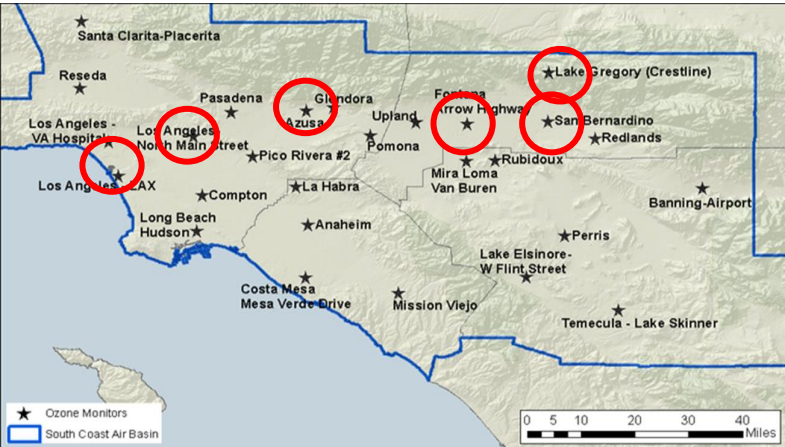 Santa Clarita-Placerita
Reseda
Lake Gregory (Crestline)
Pasadena
Glendora
Azusa
Fontana
Arrow Highway
Upland
San Bernardino
Los Angeles -
VA Hospital
Los Angeles
North Main Street
Redlands
Pomona
Pico Rivera #2
Rubidoux
Mira Loma
Van Buren
Los Angeles LAX
La Habra
Compton
Banning-Airport
Long Beach
Hudson
Anaheim
Perris
Lake Elsinore-
W Flint Street
Costa Mesa
Mesa Verde Drive
Mission Viejo
Temecula - Lake Skinner
Ozone Monitors
South Coast Air Basin
0 5 10 20 30 40
Miles